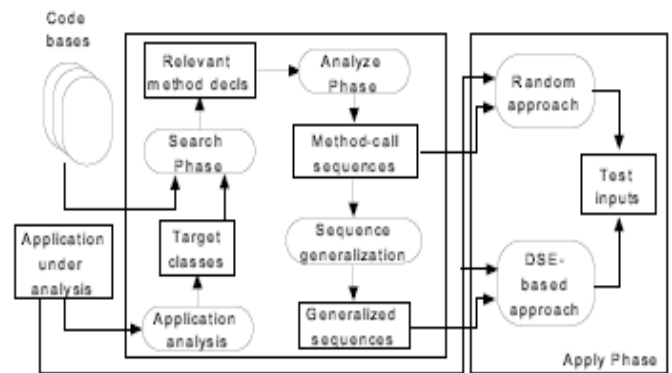 Code
bases
Relevant
method decls
Analyze
Phase
Random
approach
Search
Phase
Method-call
sequences
Test
inputs
Application
under
analysis
Target
classes
Sequence
generalization
DSE-
based
approach
Application
analysis
Generalized
sequences
Apply Phase